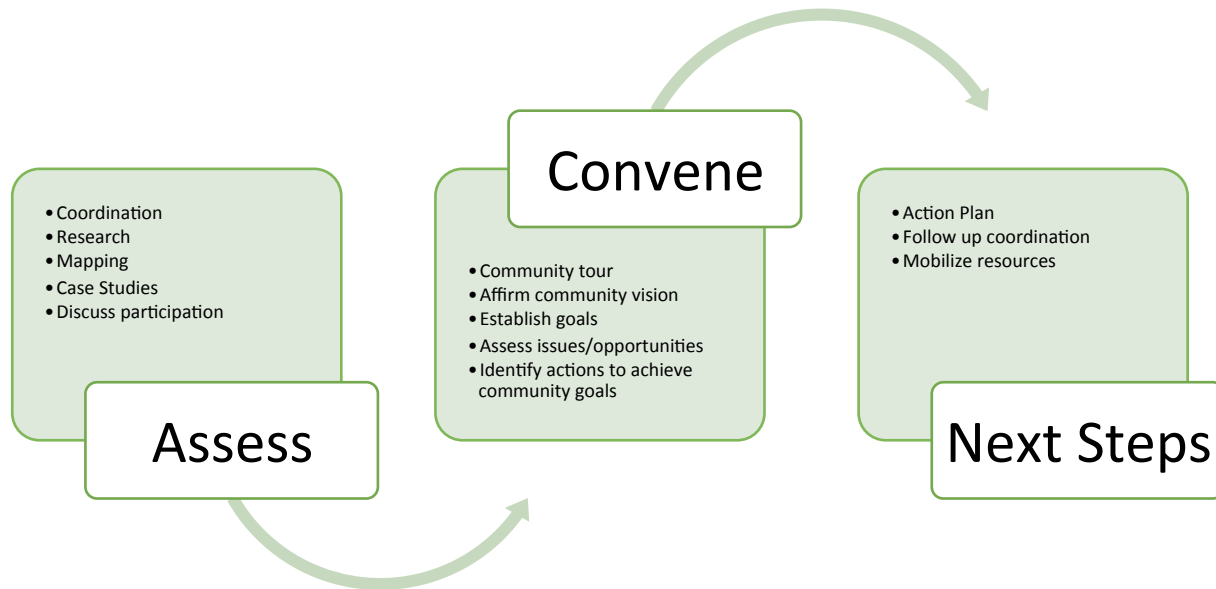 • Coordination
• Research
• Mapping
• Case Studies
• Discuss participation
Assess
Convene
• Community tour
• Affirm community vision
• Establish goals
• Assess issues/opportunities
• Identify actions to achieve
community goals
• Action Plan
• Follow up coordination
• Mobilize resources
Next Steps